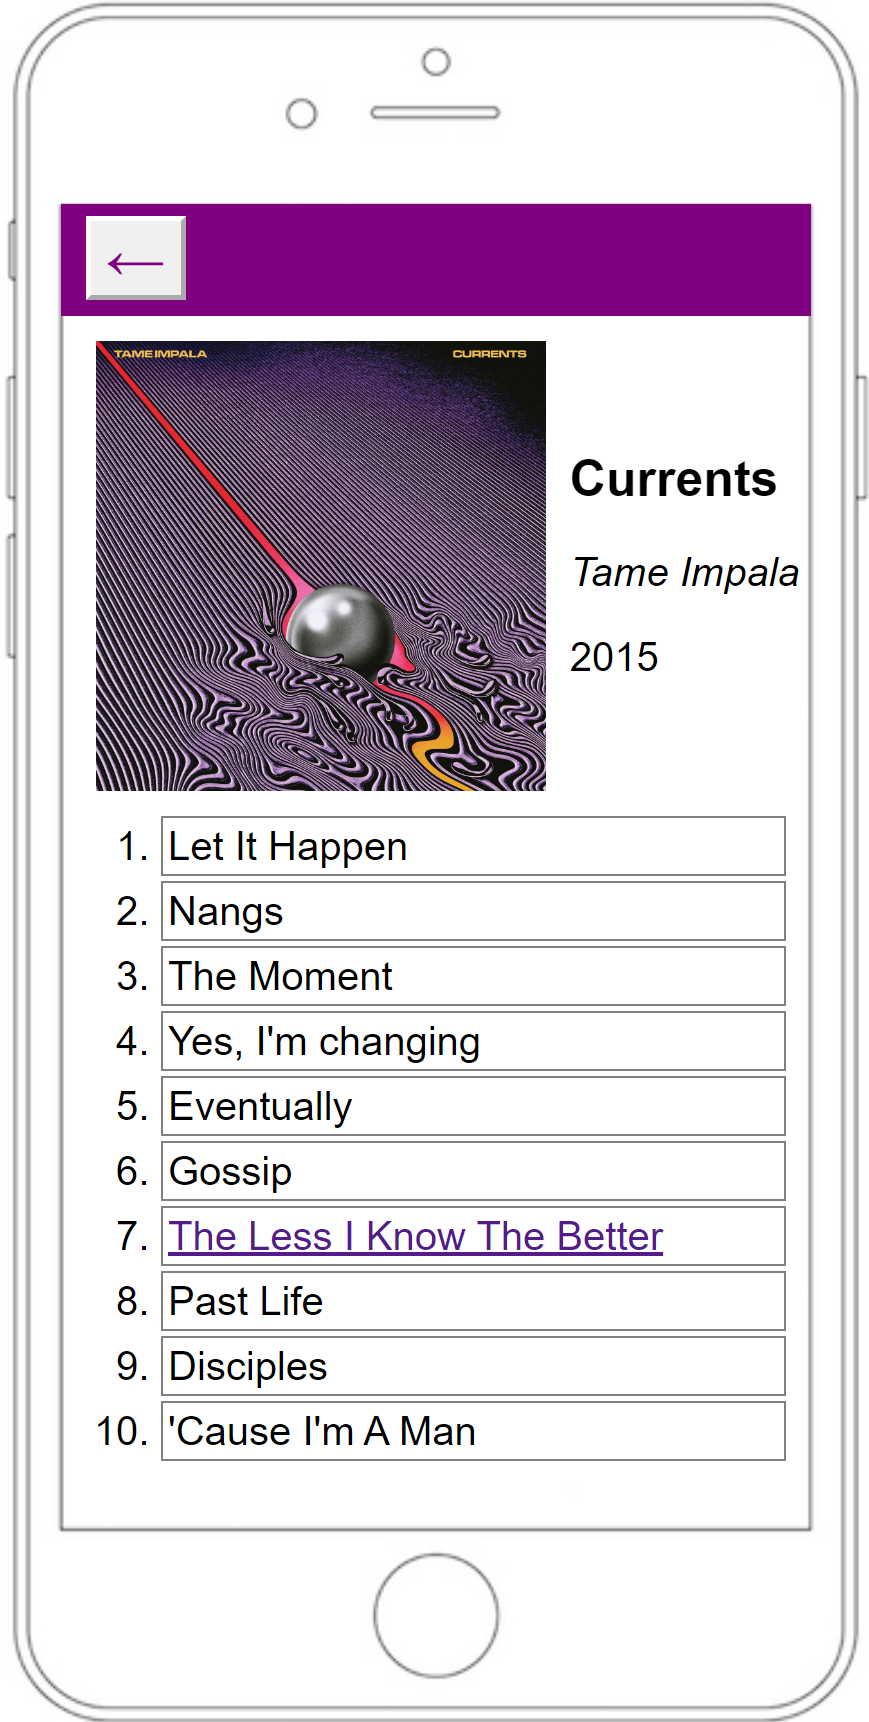 ←
TAME IMPALA CURRENTS
Currents
Tame Impala
2015
1. Let It Happen
2. Nangs
3. The Moment
4. Yes, I'm changing
5. Eventually
6. Gossip
7. The Less I Know The Better
8. Past Life
9. Disciples
10. 'Cause I'm A Man